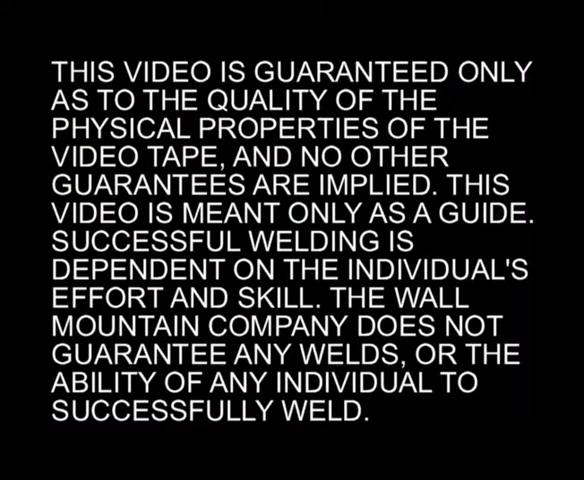 THIS VIDEO IS GUARANTEED ONLY
AS TO THE QUALITY OF THE
PHYSICAL PROPERTIES OF THE
VIDEO TAPE, AND NO OTHER
GUARANTEES ARE IMPLIED. THIS
VIDEO IS MEANT ONLY AS A GUIDE.
SUCCESSFUL WELDING IS
DEPENDENT ON THE INDIVIDUAL'S
EFFORT AND SKILL. THE WALL
MOUNTAIN COMPANY DOES NOT
GUARANTEE ANY WELDS, OR THE
ABILITY OF ANY INDIVIDUAL TO
SUCCESSFULLY WELD.